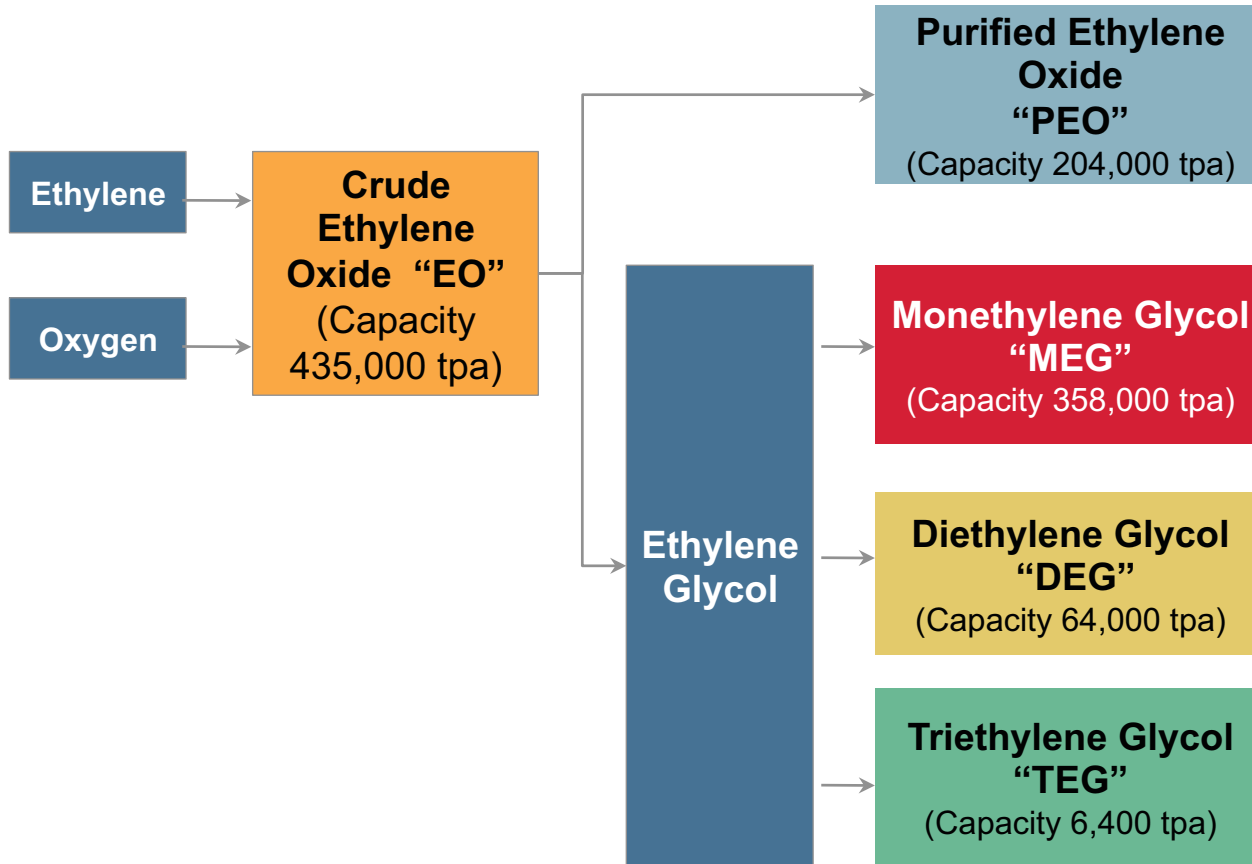 Ethylene
Oxygen
Crude
Ethylene
Oxide “EO”
(Capacity
435,000 tpa)
Purified Ethylene
Oxide
“PEO”
(Capacity 204,000 tpa)
Ethylene
Glycol
Monethylene Glycol
“MEG”
(Capacity 358,000 tpa)
Diethylene Glycol
“DEG”
(Capacity 64,000 tpa)
Triethylene Glycol
“TEG”
(Capacity 6,400 tpa)